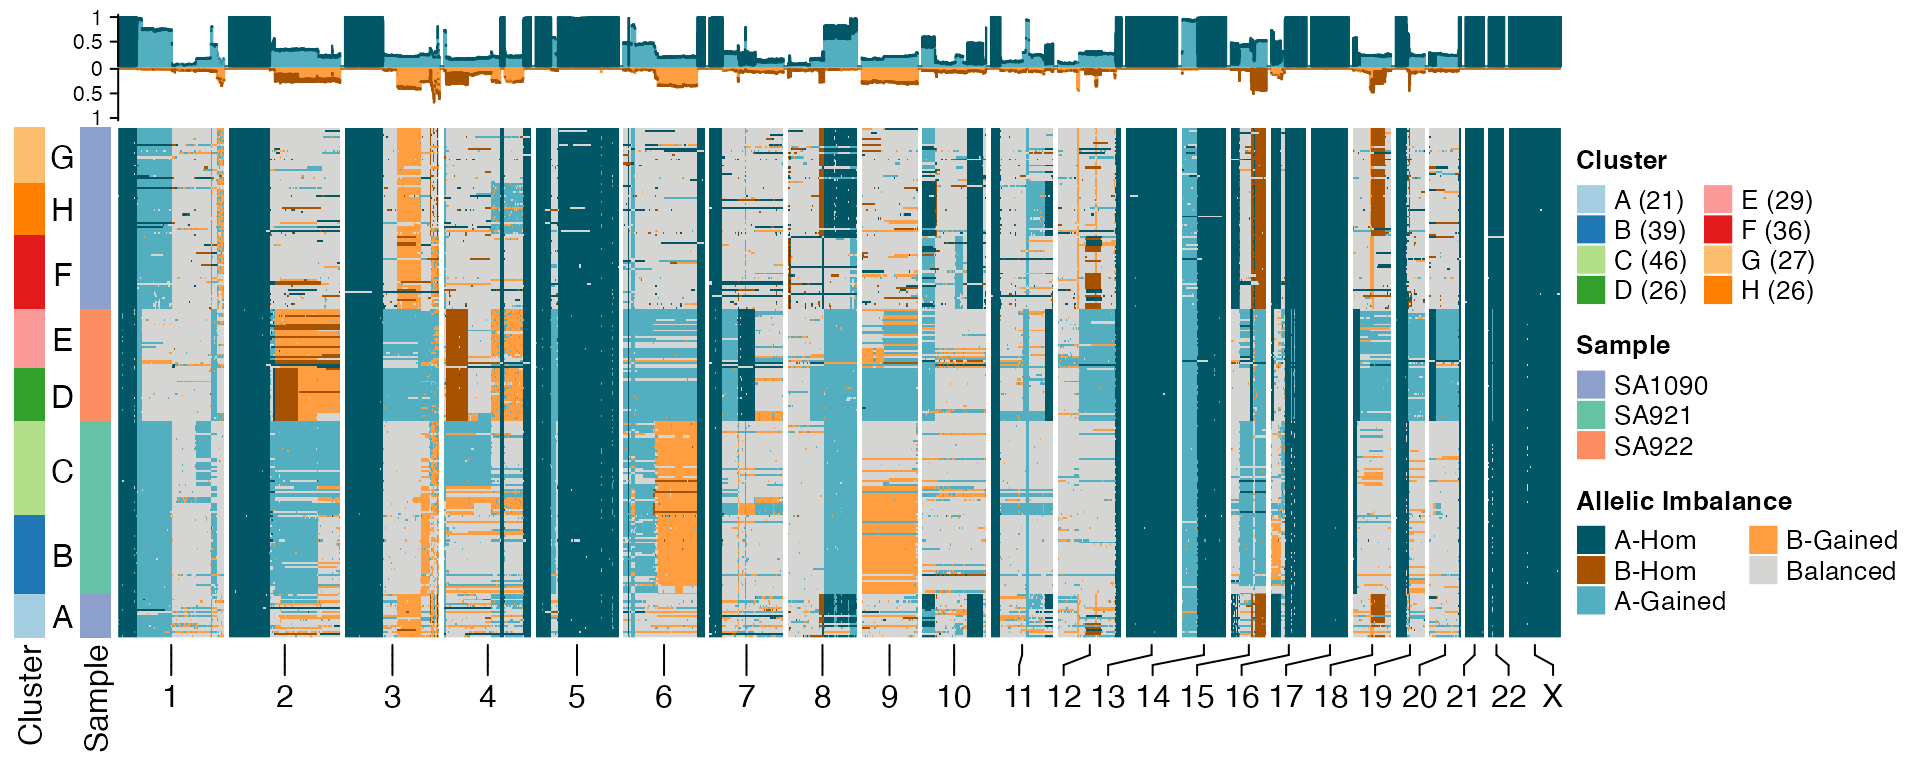 1
0.5
0
0.5
1
G
H
F
E
D
C
B
A
Cluster
Sample
1 2 3 4 5 6 7 8 9 10 11 12 13 14 15 16 17 18 19 20 21 22 X
Cluster
A (21) E (29)
B (39) F (36)
C (46) G (27)
D (26) H (26)
Sample
SA1090
SA921
SA922
Allelic Imbalance
A-Hom B-Gained
B-Hom Balanced
A-Gained